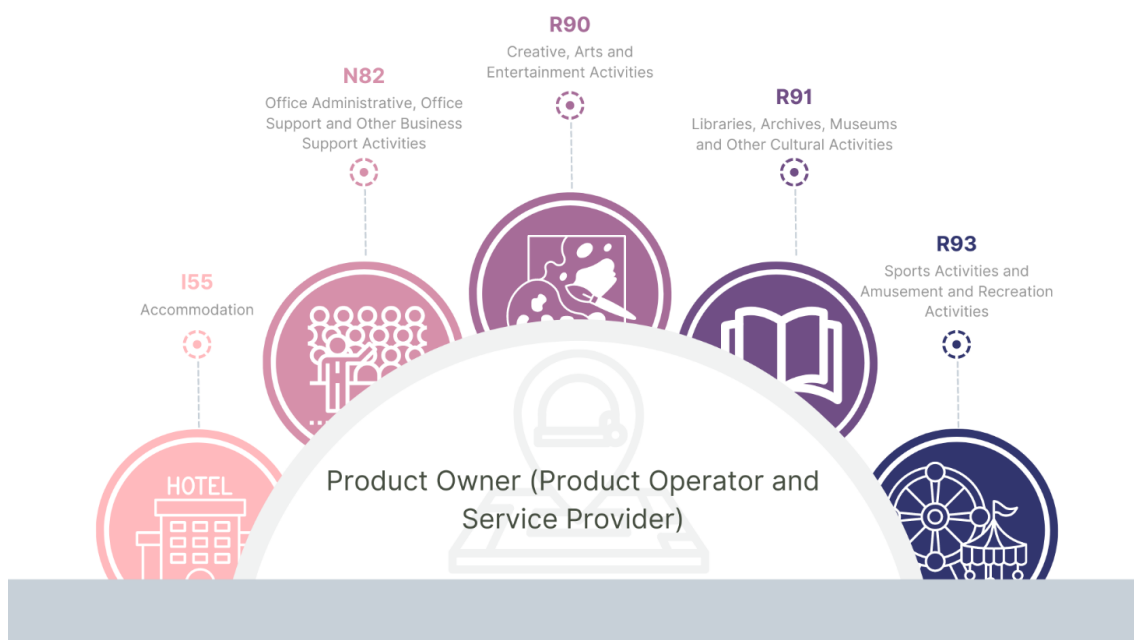 R90
Creative, Arts and
Entertainment Activities
N82
Office Administrative, Office
Support and Other Business
Support Activities
R91
Libraries, Archives, Museums
and Other Cultural Activities
R93
Sports Activities and
Amusement and Recreation
Activities
I55
Accommodation
HOTEL
Product Owner (Product Operator and
Service Provider)